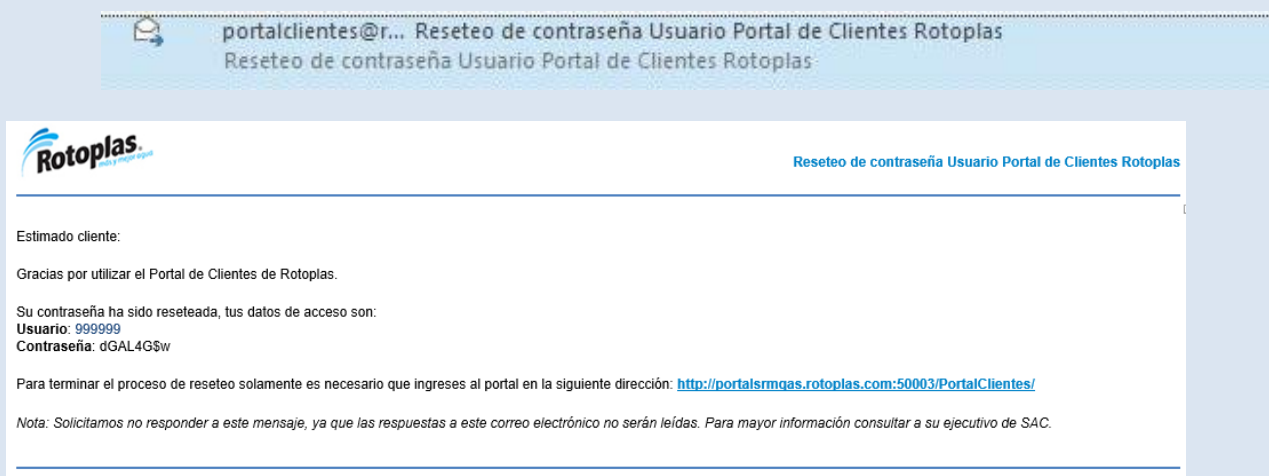 portalclientes@r... Reseteo de contraseña Usuario Portal de Clientes Rotoplas
Reseteo de contraseña Usuario Portal de Clientes Rotoplas
Rotoplas.
más y mejor agua
Reseteo de contraseña Usuario Portal de Clientes Rotoplas
Estimado cliente:
Gracias por utilizar el Portal de Clientes de Rotoplas.
Su contraseña ha sido reseteada, tus datos de acceso son:
Usuario: 999999
Contraseña: dGAL4G$w
Para terminar el proceso de reseteo solamente es necesario que ingreses al portal en la siguiente dirección: http://portalsrmqas.rotoplas.com:50003/PortalClientes/
Nota: Solicitamos no responder a este mensaje, ya que las respuestas a este correo electrónico no serán leídas. Para mayor información consultar a su ejecutivo de SAC.